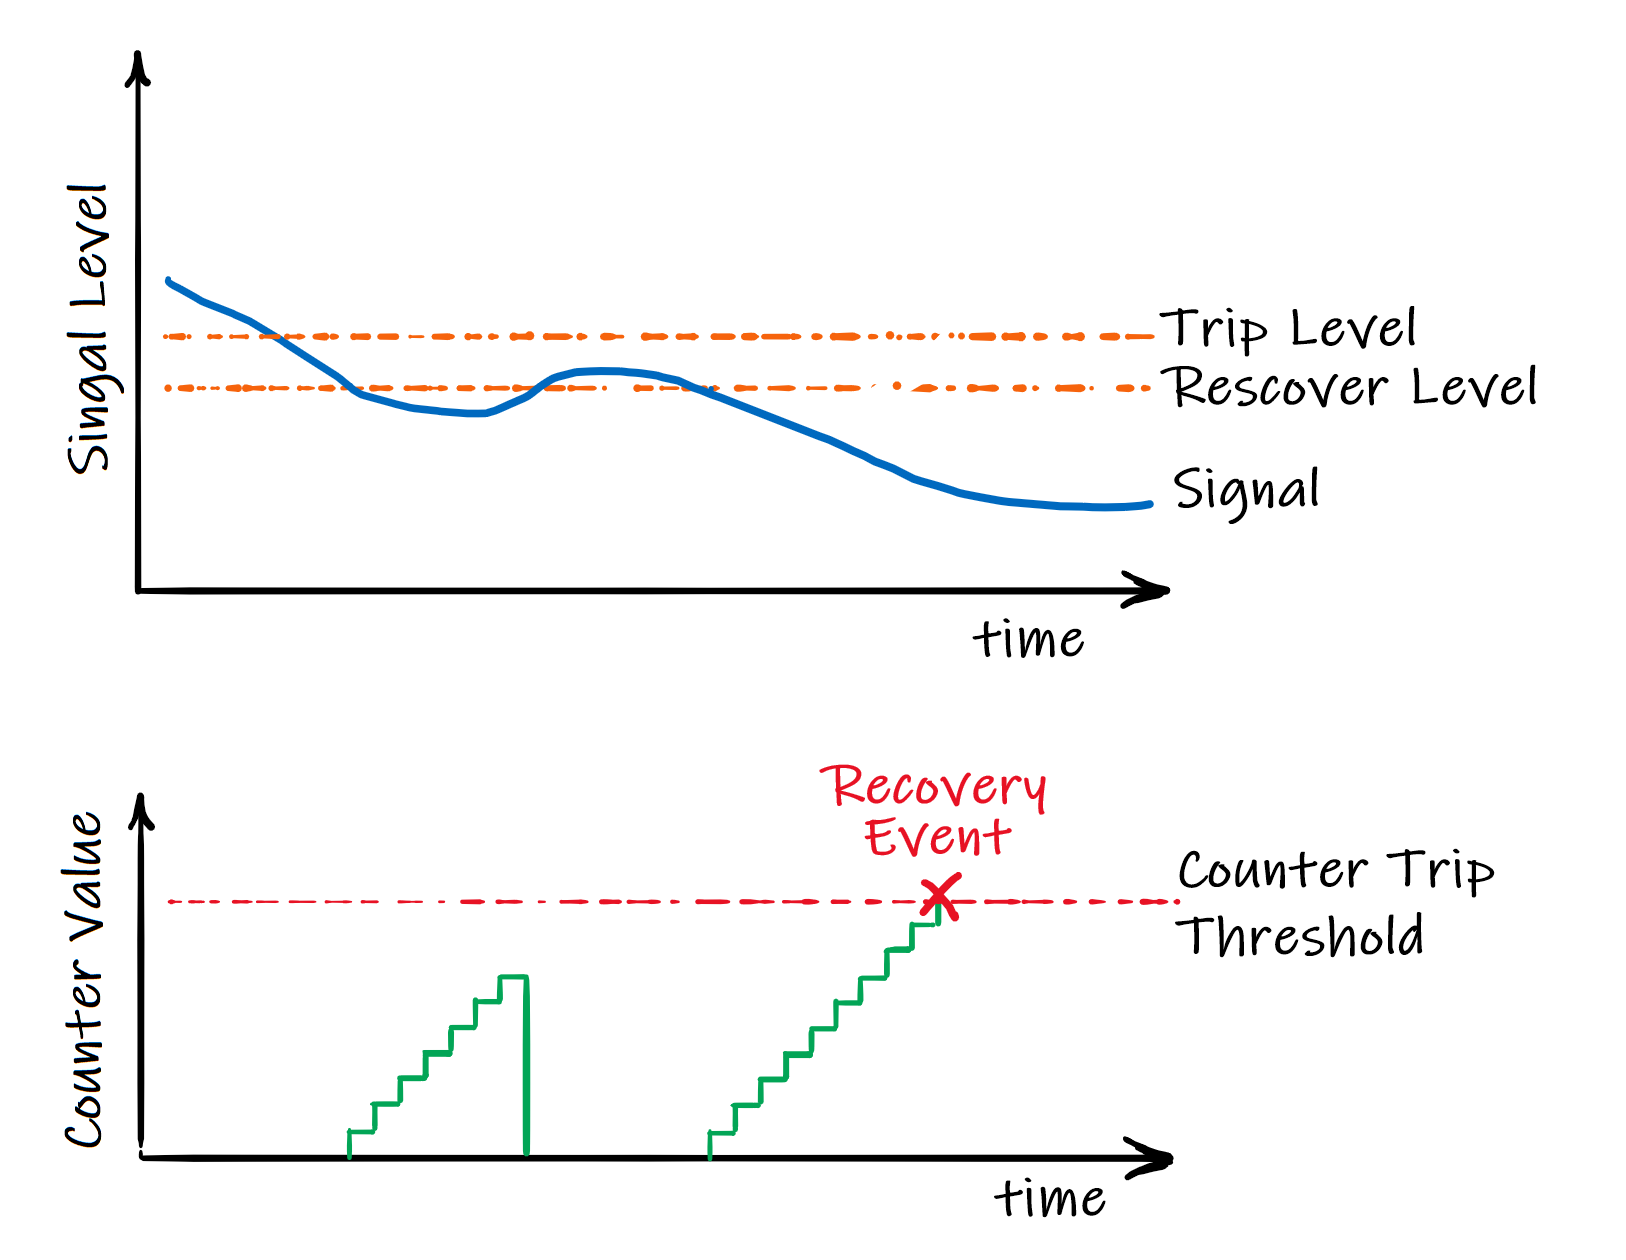 Singal Level
Trip Level
Rescover Level
Signal
time
Recovery
Event
Counter Value
Counter Trip
Threshold
time